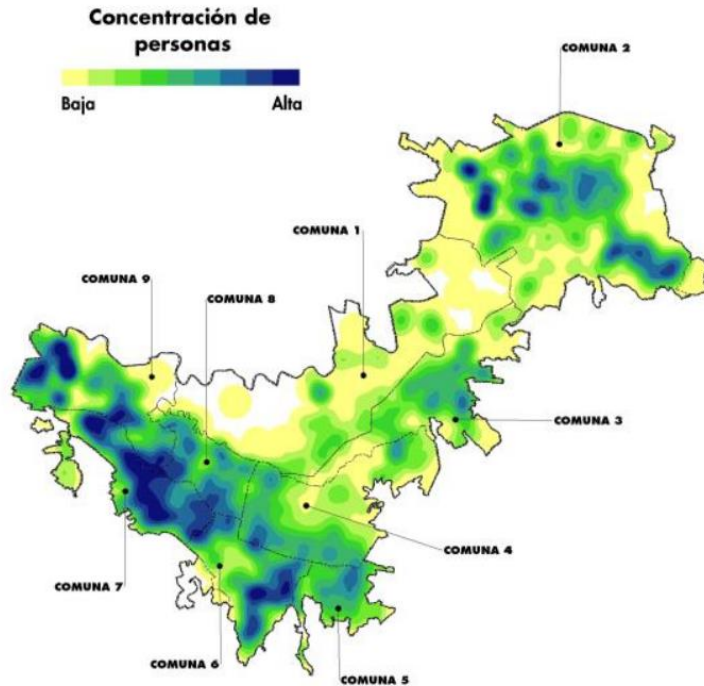 Concentración de
personas
Baja Alta
COMUNA 2
COMUNA 1
COMUNA 9
COMUNA 8
COMUNA 3
COMUNA 4
COMUNA 7
COMUNA 6
COMUNA 5